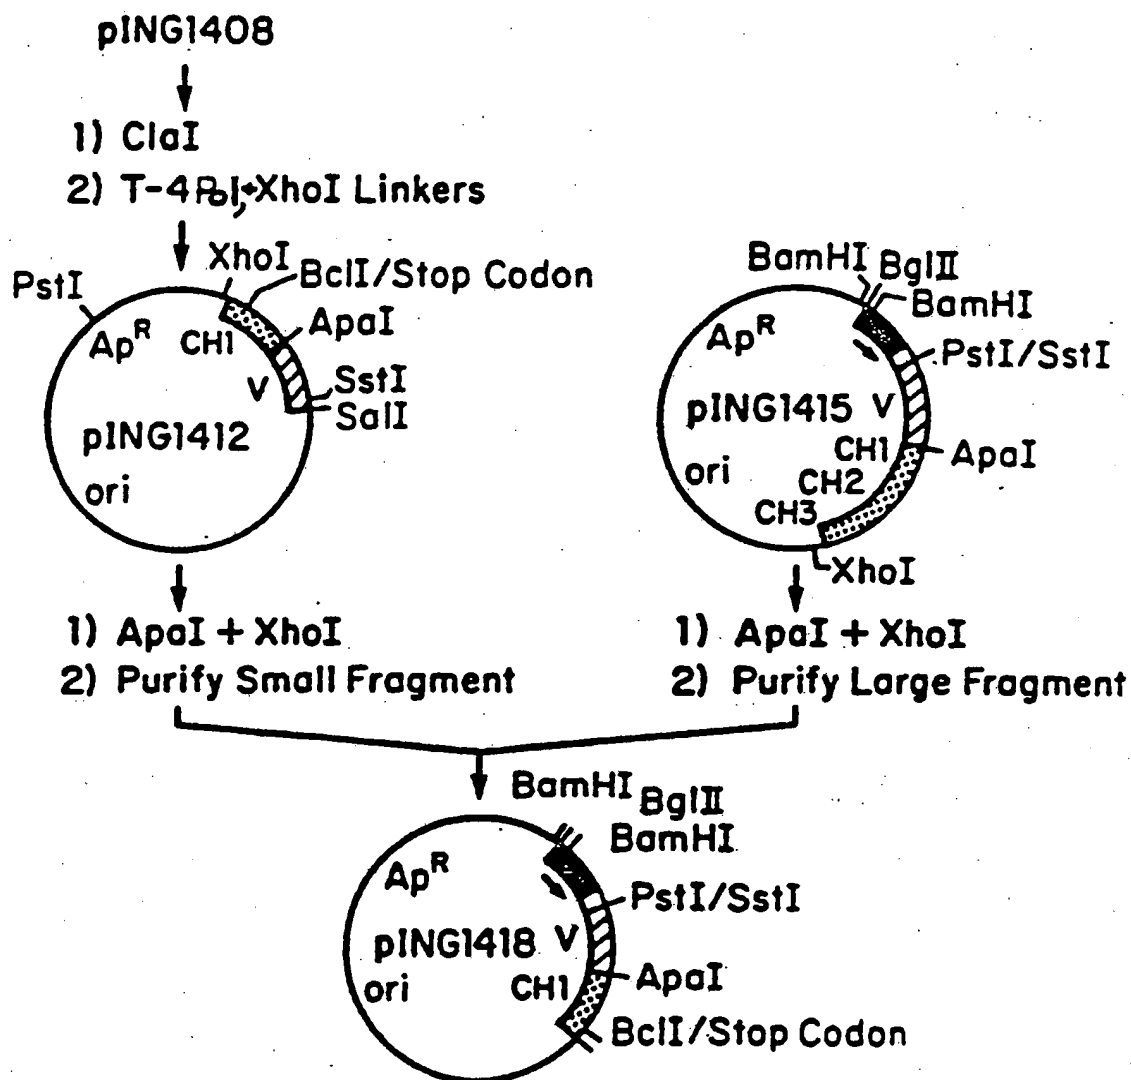 pING1408
1) ClaI
2) T-4 Pol, + XhoI Linkers
PstI
XhoI
BclI/Stop Codon
Ap^R
CH1
ApaI
V
SstI
SalI
pING1412
ori
BamHI
BglII
BamHI
Ap^R
PstI/SstI
pING1415
V
CH1
ApaI
ori
CH2
CH3
XhoI
1) ApaI + XhoI
2) Purify Small Fragment
1) ApaI + XhoI
2) Purify Large Fragment
BamHI
BglII
BamHI
Ap^R
PstI/SstI
pING1418
V
ori
CH1
ApaI
BclI/Stop Codon